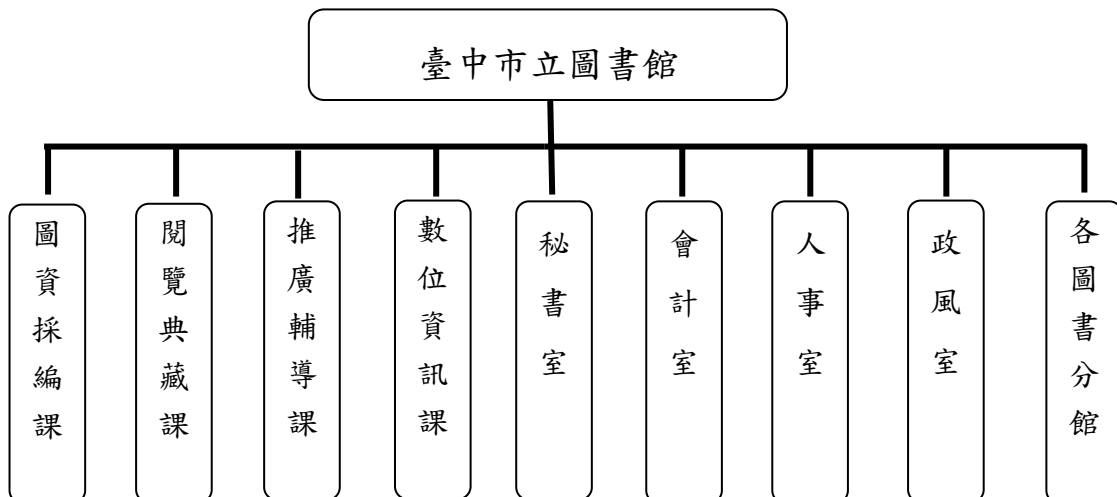 臺中市立圖書館
圖資採編課
閱覽典藏課
推廣輔導課
數位資訊課
秘書室
會計室
人事室
政風室
各圖書分館